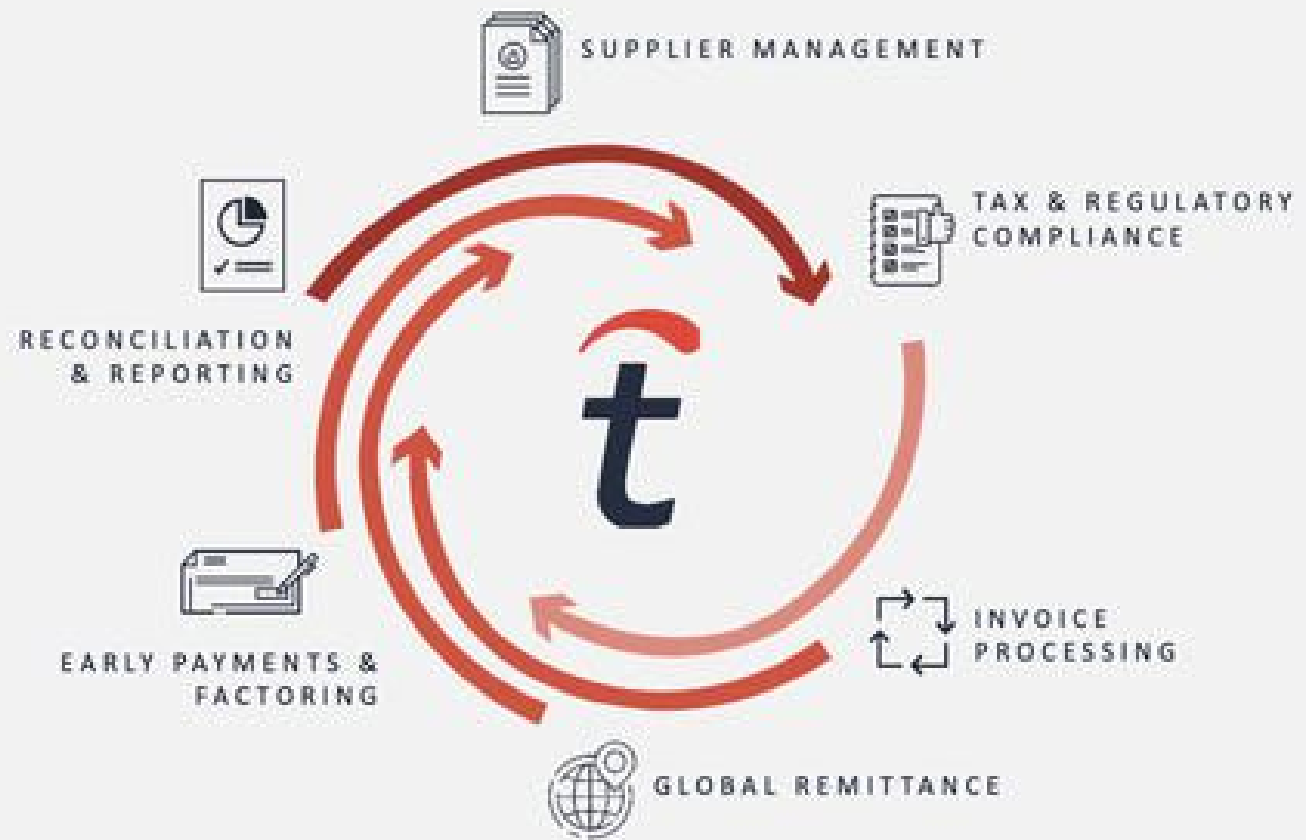 SUPPLIER MANAGEMENT
TAX & REGULATORY
COMPLIANCE
RECONCILIATION
& REPORTING
t
INVOICE
PROCESSING
EARLY PAYMENTS &
FACTORING
GLOBAL REMITTANCE